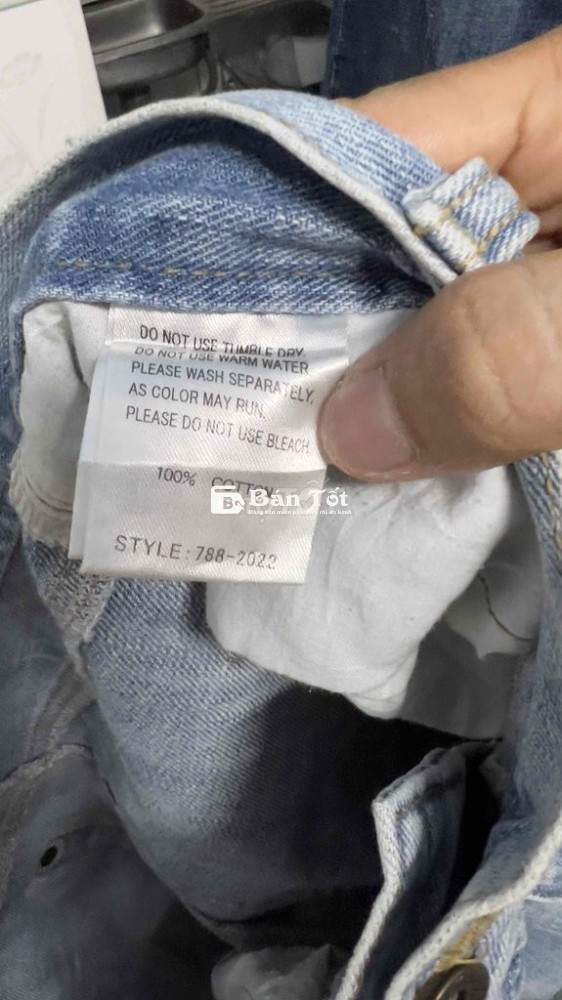 DO NOT USE TUMBLE DRY.
DO NOT USE WARM WATER
PLEASE WASH SEPARATELY,
AS COLOR MAY RUN.
PLEASE DO NOT USE BLEACH.
100% COTTON
Bán Tốt
STYLE: 788-2022